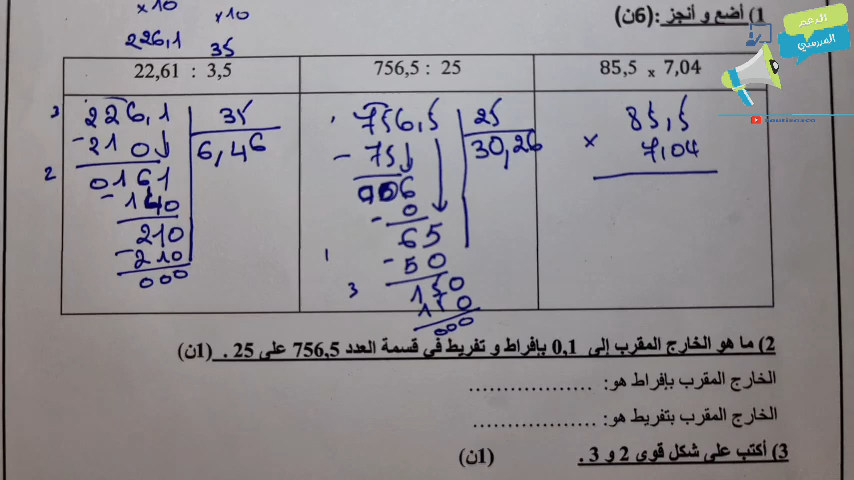 1) أضع و أنجز :(6ن)
الدعم
المدرسي
×10 ×10
226,1 35
22,61 : 3,5
756,5 : 25
85,5 x 7,04
226,1 35
-210 6,46
0161
-140
210
-210
000
756,5 25
-75 30,26
006
-0
65
-50
150
150
000
85,5
× 7,04
2) ما هو الخارج المقرب إلى 0,1 بإفراط و تفريط في قسمة العدد 756,5 على 25 . (1ن)
الخارج المقرب بإفراط هو: ....................
الخارج المقرب بتفريط هو: ....................
3) أكتب على شكل قوى 2 و 3 . (1ن)